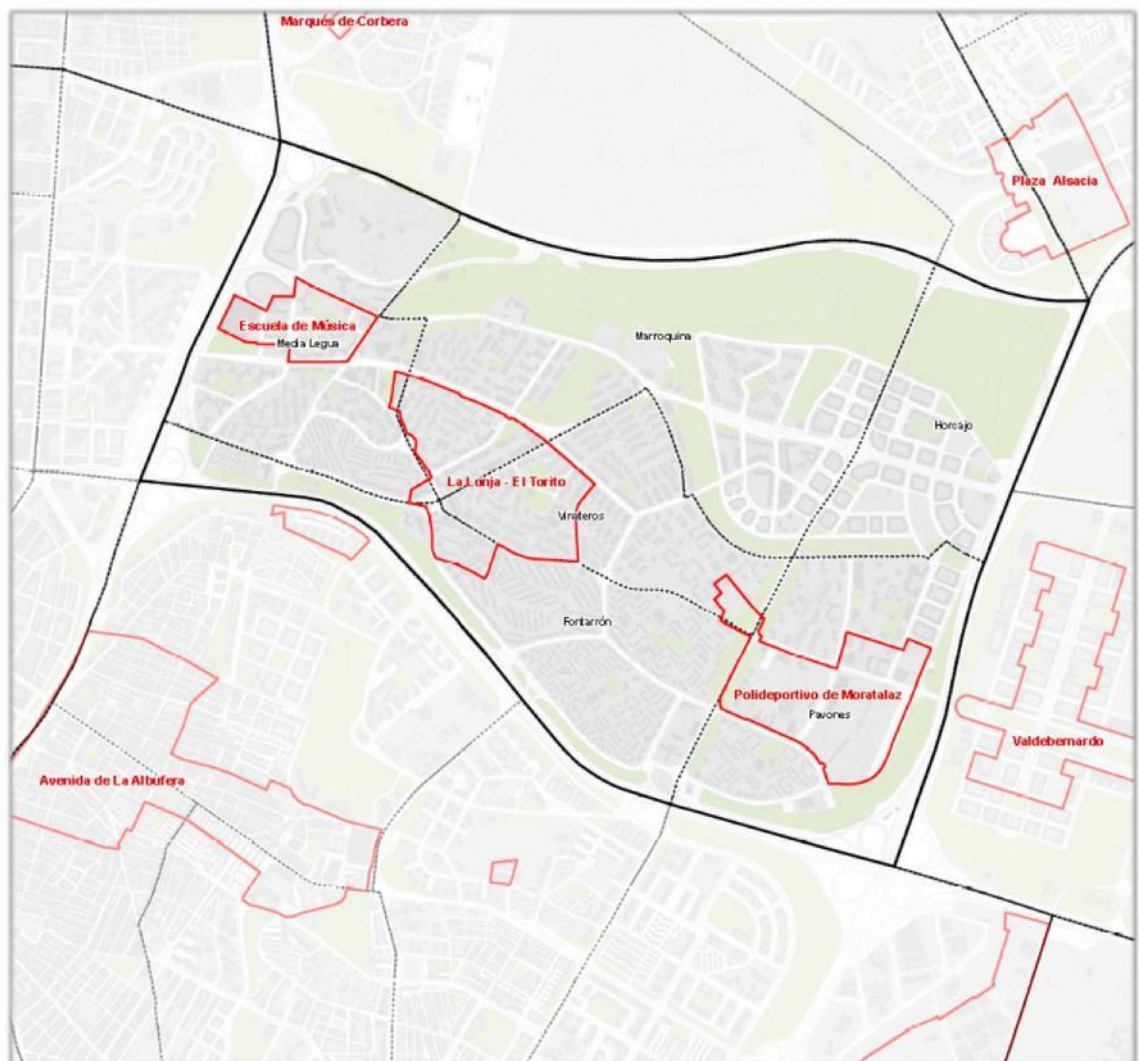 Marqués de Corbera
Plaza Alsacia
Escuela de Música
Media Legua
Marroquina
Horcajo
La Lonja - El Torito
Vinateros
Fontarrón
Polideportivo de Moratalaz
Pavones
Valdebernardo
Avenida de La Albufera